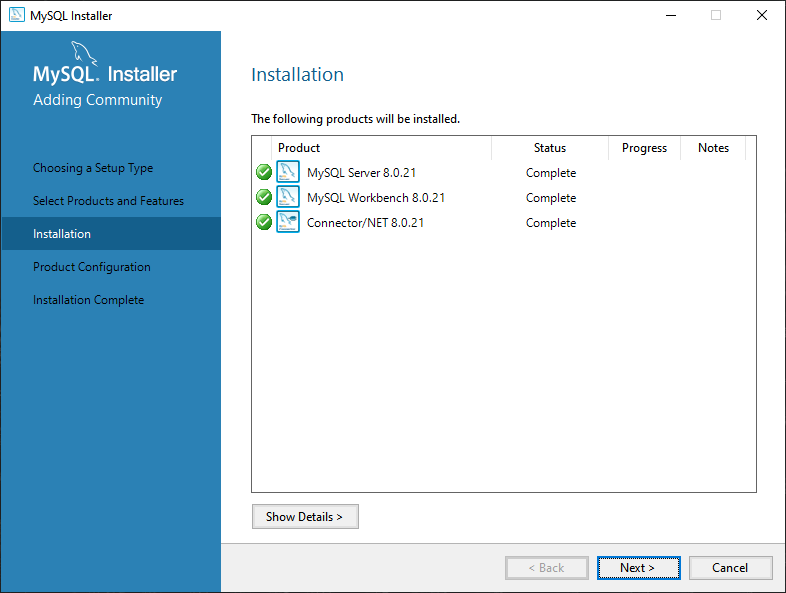 MySQL Installer
MySQL. Installer
Adding Community
Choosing a Setup Type
Select Products and Features
Installation
Product Configuration
Installation Complete
Installation
The following products will be installed.
Product Status Progress Notes
MySQL Server 8.0.21 Complete
MySQL Workbench 8.0.21 Complete
Connector/NET 8.0.21 Complete
Show Details >
< Back Next > Cancel